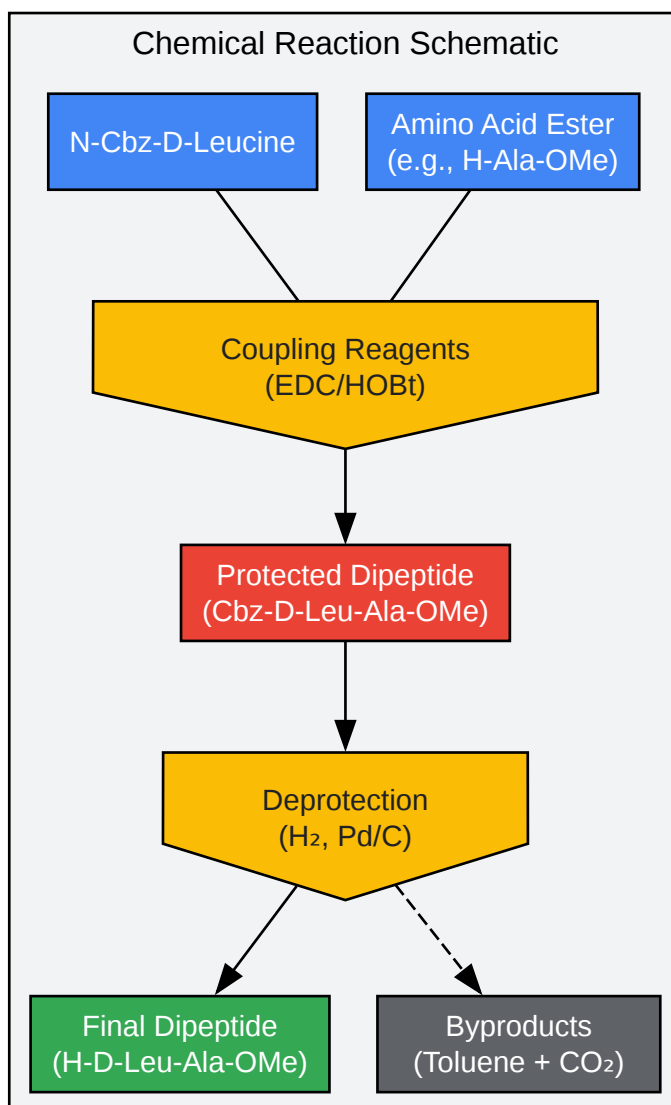 Chemical Reaction Schematic
N-Cbz-D-Leucine
Amino Acid Ester
(e.g., H-Ala-OMe)
Coupling Reagents
(EDC/HOBt)
Protected Dipeptide
(Cbz-D-Leu-Ala-OMe)
Deprotection
(H₂, Pd/C)
Final Dipeptide
(H-D-Leu-Ala-OMe)
Byproducts
(Toluene + CO₂)